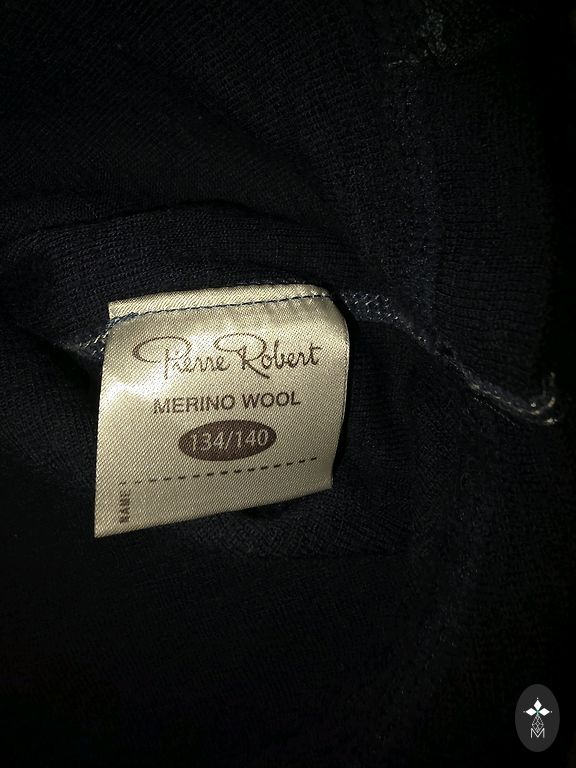 Pierre Robert
MERINO WOOL
134/140
NAME
M